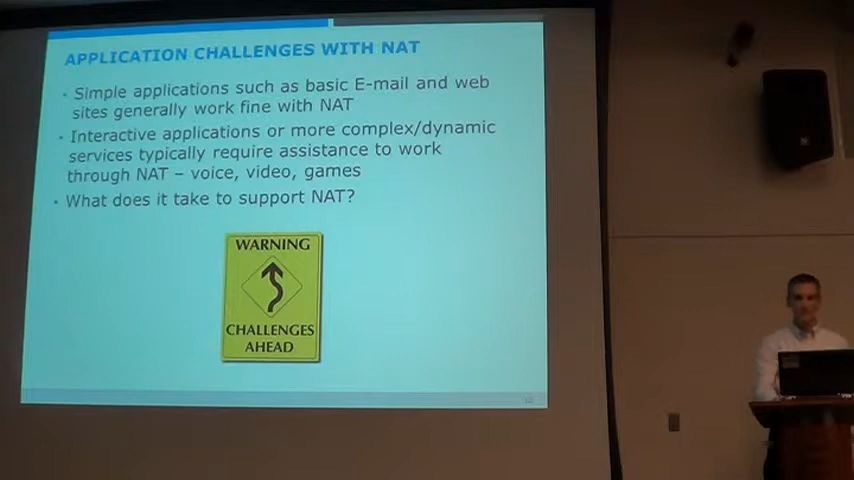 APPLICATION CHALLENGES WITH NAT
Simple applications such as basic E-mail and web
sites generally work fine with NAT
Interactive applications or more complex/dynamic
services typically require assistance to work
through NAT – voice, video, games
What does it take to support NAT?
WARNING
CHALLENGES
AHEAD